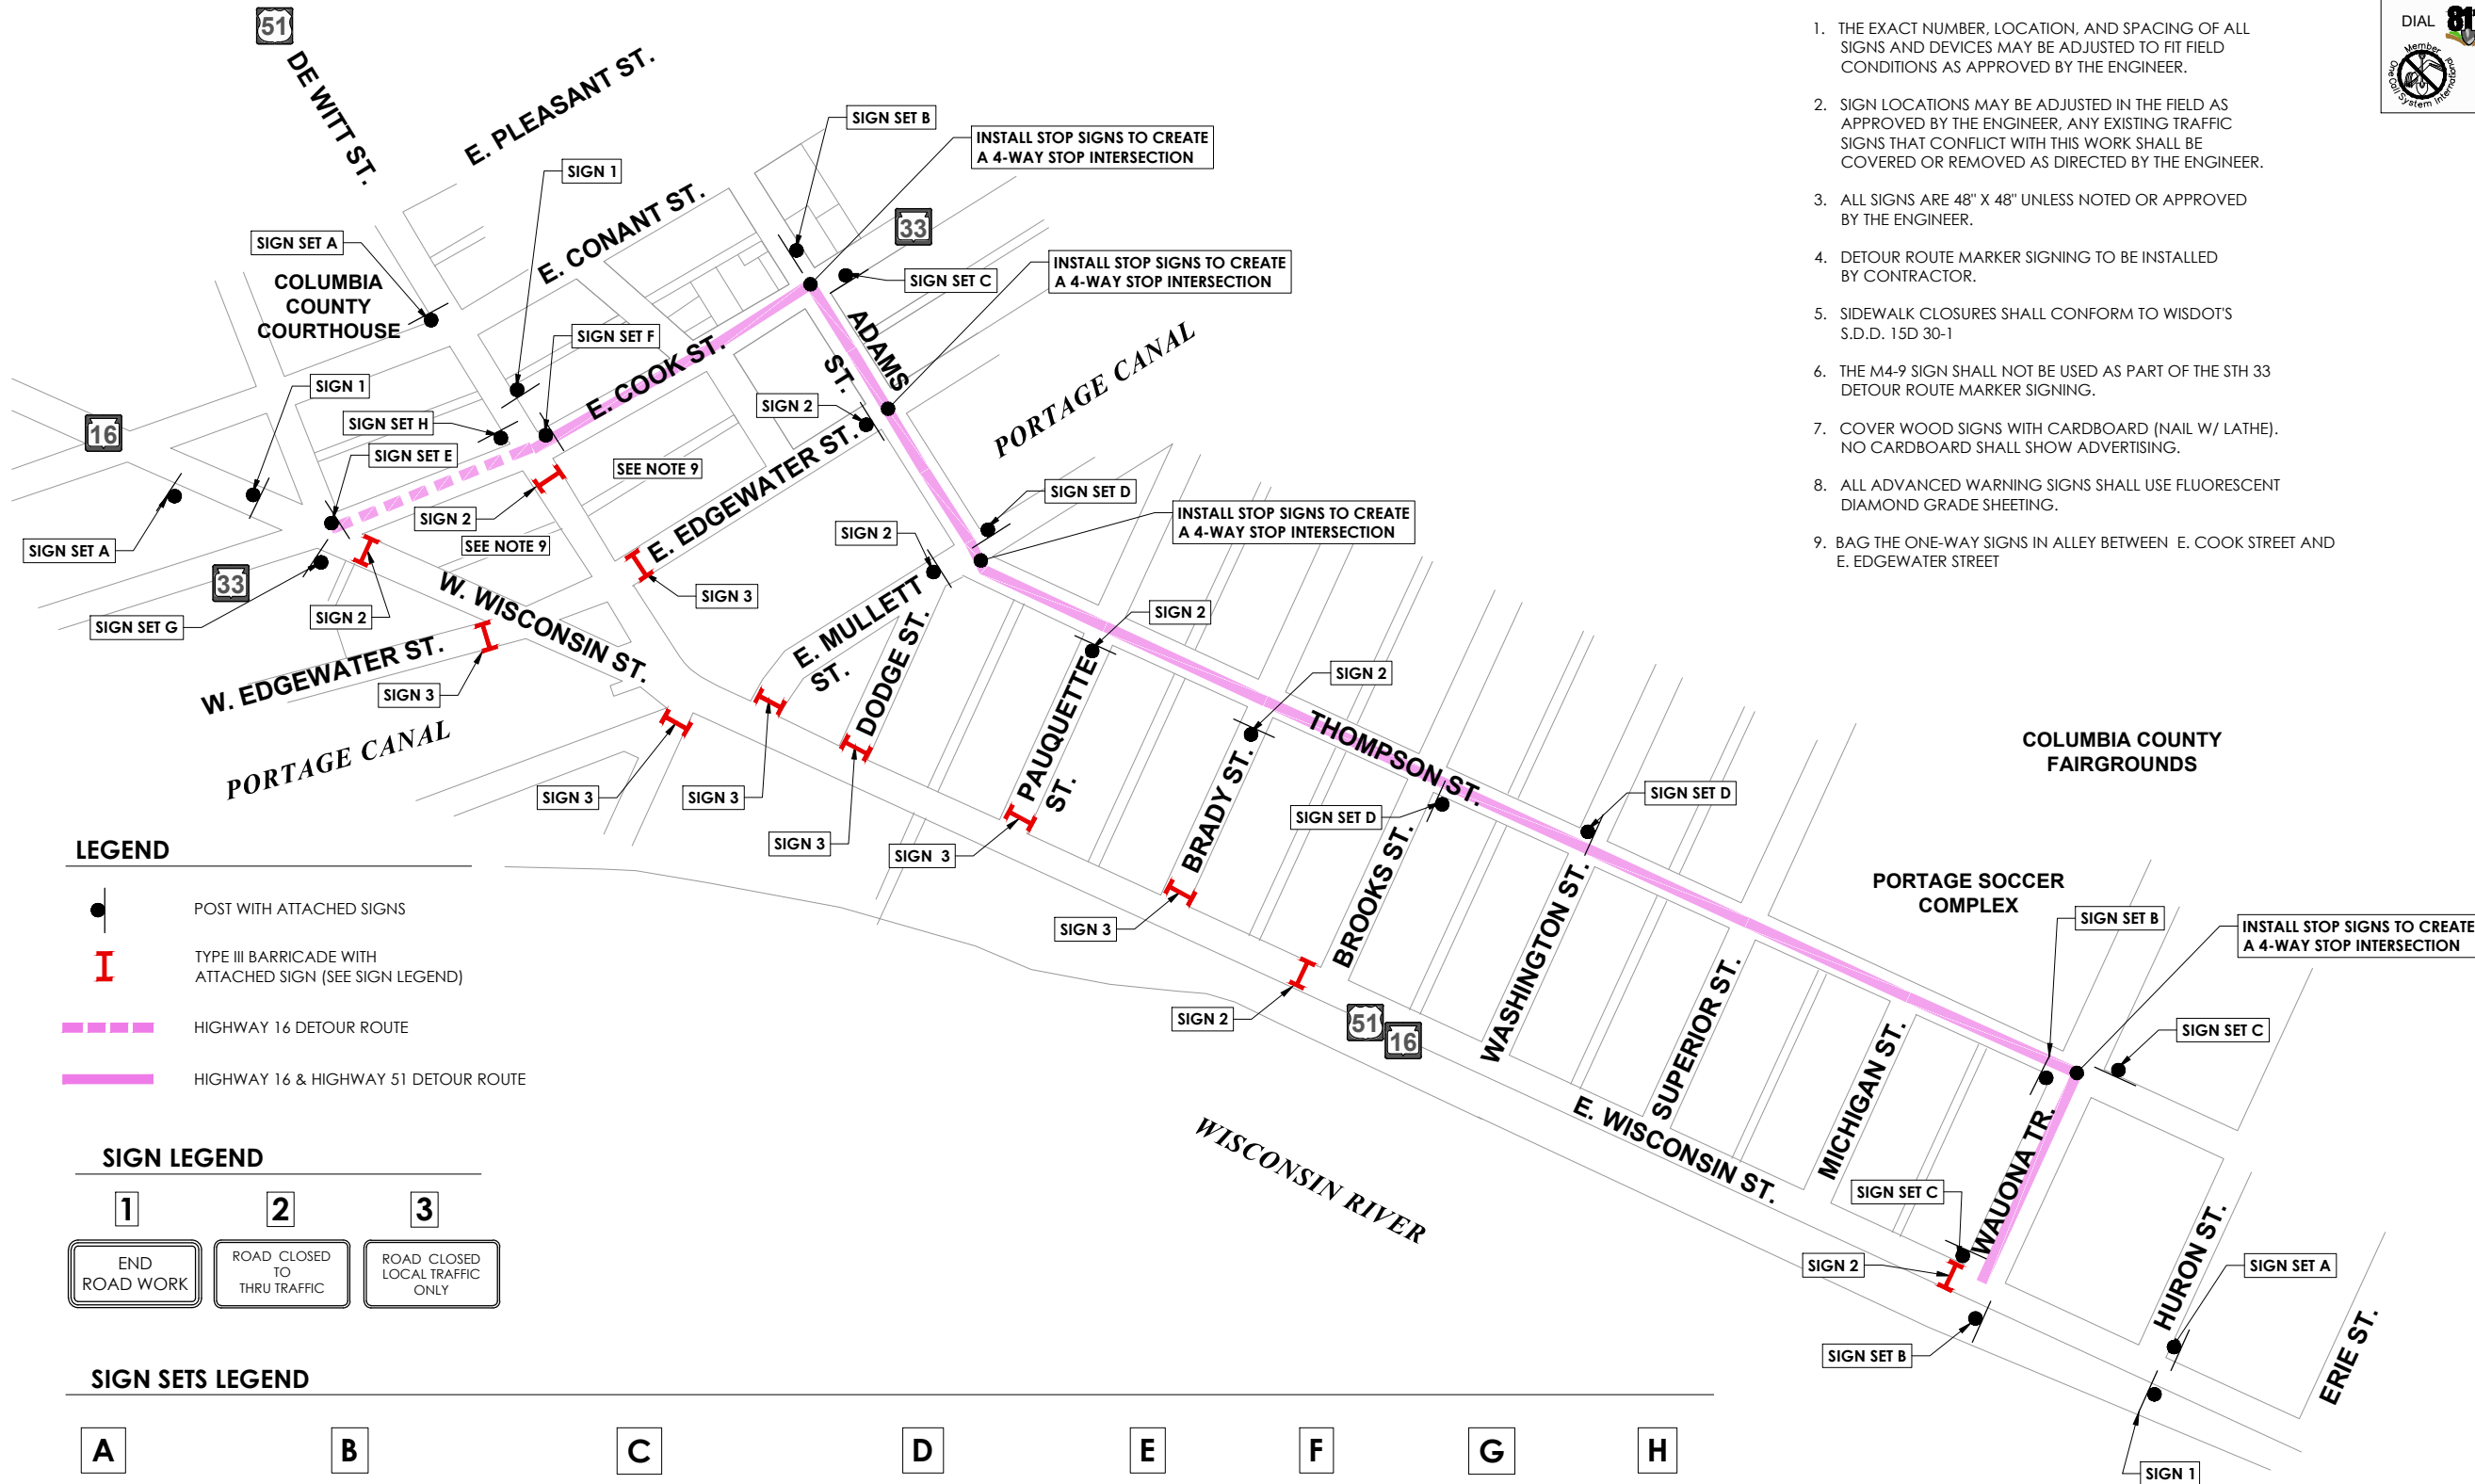 51
DE WITT ST.
E. PLEASANT ST.
SIGN SET B
INSTALL STOP SIGNS TO CREATE
A 4-WAY STOP INTERSECTION
SIGN 1
E. CONANT ST.
33
SIGN SET A
COLUMBIA
COUNTY
COURTHOUSE
SIGN SET C
INSTALL STOP SIGNS TO CREATE
A 4-WAY STOP INTERSECTION
SIGN SET F
ADAMS
ST.
E. COOK ST.
PORTAGE CANAL
SIGN 1
SIGN 2
16
SIGN SET H
SIGN SET E
SEE NOTE 9
E. EDGEWATER ST.
SIGN SET D
INSTALL STOP SIGNS TO CREATE
A 4-WAY STOP INTERSECTION
SIGN 2
SIGN SET A
SEE NOTE 9
SIGN 2
33
SIGN 3
W. WISCONSIN ST.
SIGN SET G
SIGN 2
E. MULLETT
ST.
DODGE ST.
SIGN 2
W. EDGEWATER ST.
SIGN 3
PAUQUETTE
ST.
SIGN 2
THOMPSON ST.
PORTAGE CANAL
SIGN 3
SIGN 3
SIGN 3
SIGN 3
BRADY ST.
SIGN SET D
SIGN SET D
COLUMBIA COUNTY
FAIRGROUNDS
SIGN 3
BROOKS ST.
WASHINGTON ST.
PORTAGE SOCCER
COMPLEX
SIGN SET B
INSTALL STOP SIGNS TO CREATE
A 4-WAY STOP INTERSECTION
SIGN 2
51
16
SUPERIOR ST.
MICHIGAN ST.
SIGN SET C
E. WISCONSIN ST.
WISCONSIN RIVER
SIGN SET C
WAUONA TR.
SIGN 2
HURON ST.
SIGN SET A
SIGN SET B
ERIE ST.
SIGN 1
1. THE EXACT NUMBER, LOCATION, AND SPACING OF ALL
SIGNS AND DEVICES MAY BE ADJUSTED TO FIT FIELD
CONDITIONS AS APPROVED BY THE ENGINEER.
2. SIGN LOCATIONS MAY BE ADJUSTED IN THE FIELD AS
APPROVED BY THE ENGINEER, ANY EXISTING TRAFFIC
SIGNS THAT CONFLICT WITH THIS WORK SHALL BE
COVERED OR REMOVED AS DIRECTED BY THE ENGINEER.
3. ALL SIGNS ARE 48" X 48" UNLESS NOTED OR APPROVED
BY THE ENGINEER.
4. DETOUR ROUTE MARKER SIGNING TO BE INSTALLED
BY CONTRACTOR.
5. SIDEWALK CLOSURES SHALL CONFORM TO WISDOT'S
S.D.D. 15D 30-1
6. THE M4-9 SIGN SHALL NOT BE USED AS PART OF THE STH 33
DETOUR ROUTE MARKER SIGNING.
7. COVER WOOD SIGNS WITH CARDBOARD (NAIL W/ LATHE).
NO CARDBOARD SHALL SHOW ADVERTISING.
8. ALL ADVANCED WARNING SIGNS SHALL USE FLUORESCENT
DIAMOND GRADE SHEETING.
9. BAG THE ONE-WAY SIGNS IN ALLEY BETWEEN E. COOK STREET AND
E. EDGEWATER STREET
DIAL
Member
One Call System International
LEGEND
POST WITH ATTACHED SIGNS
TYPE III BARRICADE WITH
ATTACHED SIGN (SEE SIGN LEGEND)
HIGHWAY 16 DETOUR ROUTE
HIGHWAY 16 & HIGHWAY 51 DETOUR ROUTE
SIGN LEGEND
1 2 3
END
ROAD WORK
ROAD CLOSED
TO
THRU TRAFFIC
ROAD CLOSED
LOCAL TRAFFIC
ONLY
SIGN SETS LEGEND
A B C D E F G H